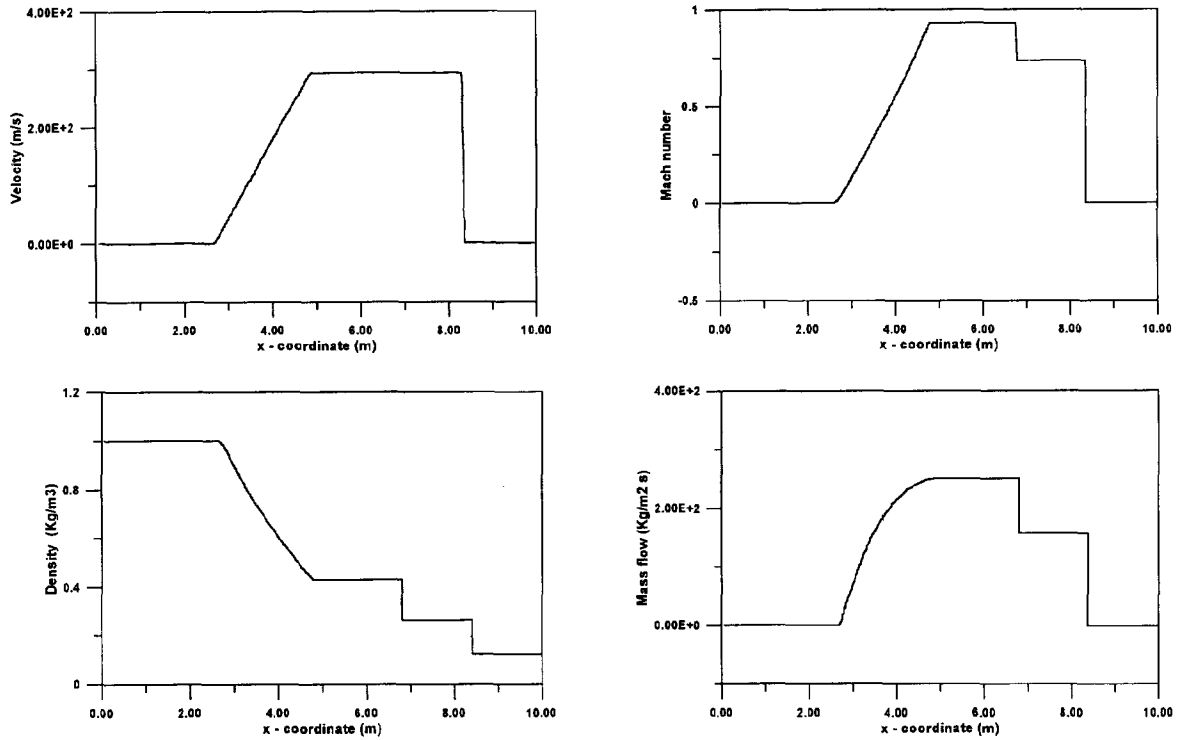 4.00E+2
2.00E+2
0.00E+0
Velocity (m/s)
0.00 2.00 4.00 6.00 8.00 10.00
x - coordinate (m)
1
0.5
0
-0.5
Mach number
0.00 2.00 4.00 6.00 8.00 10.00
x - coordinate (m)
1.2
0.8
0.4
0
Density (Kg/m3)
0.00 2.00 4.00 6.00 8.00 10.00
x - coordinate (m)
4.00E+2
2.00E+2
0.00E+0
Mass flow (Kg/m2 s)
0.00 2.00 4.00 6.00 8.00 10.00
x - coordinate (m)